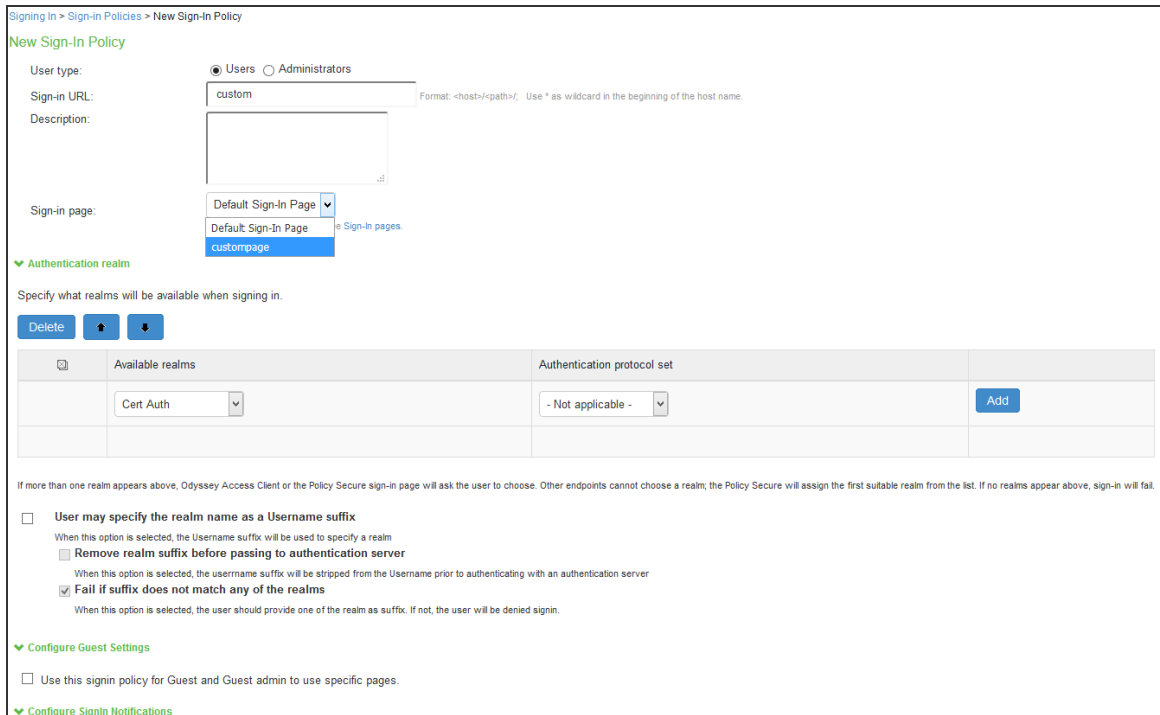 Signing In > Sign-in Policies > New Sign-In Policy
New Sign-In Policy
User type: Users Administrators
Sign-in URL: custom Format: <host>/<path>/; Use * as wildcard in the beginning of the host name.
Description:
Sign-in page: Default Sign-In Page
Default Sign-In Page e Sign-In pages.
custompage
Authentication realm
Specify what realms will be available when signing in.
Delete
Available realms Authentication protocol set
Cert Auth - Not applicable - Add
If more than one realm appears above, Odyssey Access Client or the Policy Secure sign-in page will ask the user to choose. Other endpoints cannot choose a realm; the Policy Secure will assign the first suitable realm from the list. If no realms appear above, sign-in will fail.
User may specify the realm name as a Username suffix
When this option is selected, the Username suffix will be used to specify a realm
Remove realm suffix before passing to authentication server
When this option is selected, the userrname suffix will be stripped from the Username prior to authenticating with an authentication server
Fail if suffix does not match any of the realms
When this option is selected, the user should provide one of the realm as suffix. If not, the user will be denied signin.
Configure Guest Settings
Use this signin policy for Guest and Guest admin to use specific pages.
Configure SignIn Notifications